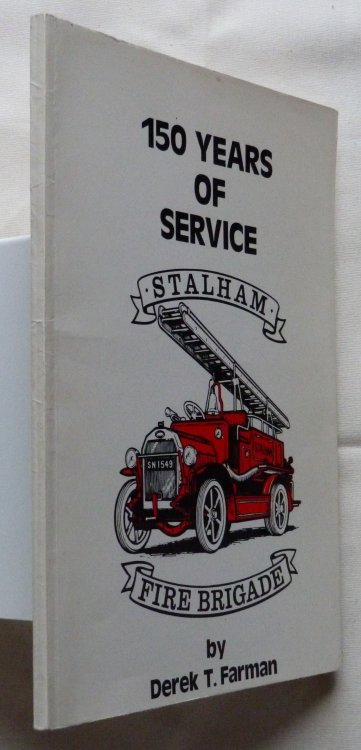 150 YEARS
OF
SERVICE
· STALHAM ·
SN 1549
FIRE BRIGADE
by
Derek T. Farman